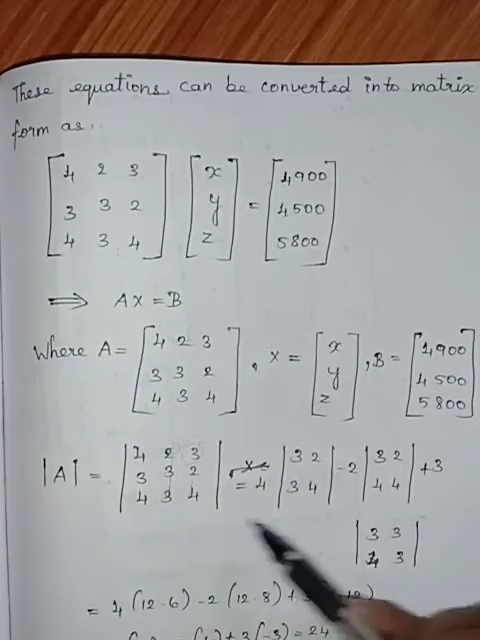 These equations can be converted into matrix
form as.
[4 2 3] [x] [4900]
[3 3 2] [y] = [4500]
[4 3 4] [z] [5800]
⟹ AX = B
Where A = [4 2 3; 3 3 2; 4 3 4], X = [x; y; z], B = [4900; 4500; 5800]
|A| = |4 2 3; 3 3 2; 4 3 4| = 4 |3 2; 3 4| - 2 |3 2; 4 4| + 3
|3 3; 4 3|
= 4 (12 - 6) - 2 (12 - 8) +
+ 3 (-3) = 24